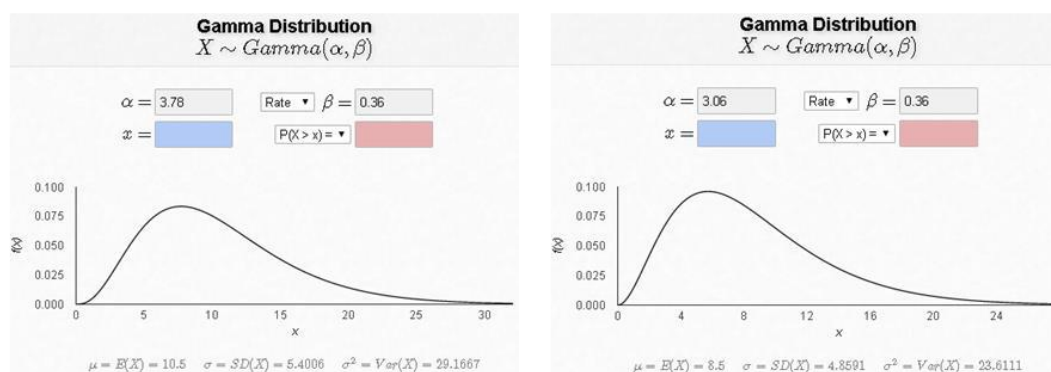 Gamma Distribution
X ∼ Gamma(α, β)
α = 3.78 Rate ▼ β = 0.36
x = P(X > x) = ▼
0.100
0.075
0.050
0.025
0.000
f(x)
0 5 10 15 20 25 30
x
μ = E(X) = 10.5 σ = SD(X) = 5.4006 σ² = Var(X) = 29.1667
Gamma Distribution
X ∼ Gamma(α, β)
α = 3.06 Rate ▼ β = 0.36
x = P(X > x) = ▼
0.100
0.075
0.050
0.025
0.000
f(x)
0 4 8 12 16 20 24
x
μ = E(X) = 8.5 σ = SD(X) = 4.8591 σ² = Var(X) = 23.6111